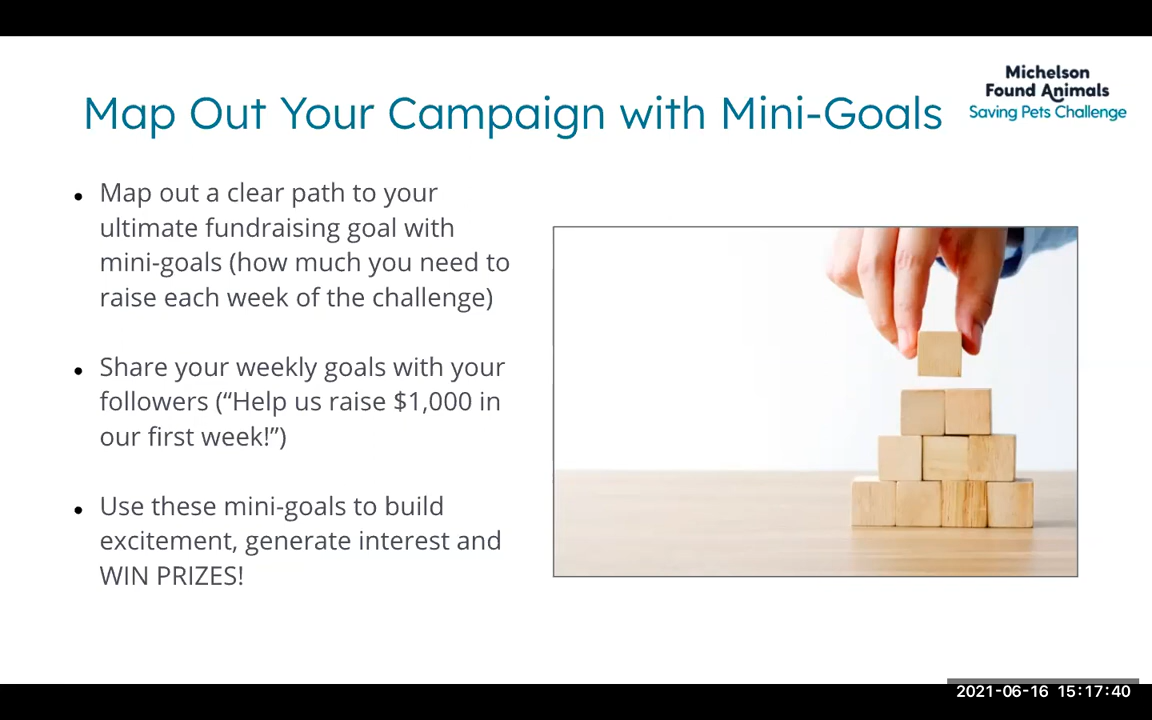 Michelson
Found Animals
Saving Pets Challenge
Map Out Your Campaign with Mini-Goals
• Map out a clear path to your
ultimate fundraising goal with
mini-goals (how much you need to
raise each week of the challenge)
• Share your weekly goals with your
followers (“Help us raise $1,000 in
our first week!”)
• Use these mini-goals to build
excitement, generate interest and
WIN PRIZES!
2021-06-16 15:17:40